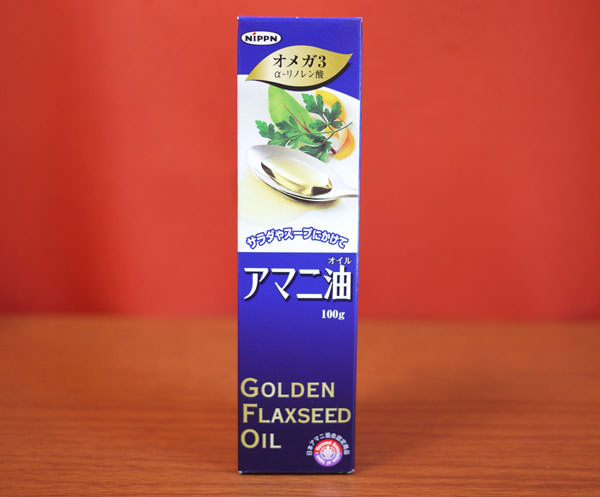 NIPPN
オメガ3
α-リノレン酸
サラダやスープにかけて
オイル
アマニ油
100g
GOLDEN
FLAXSEED
OIL